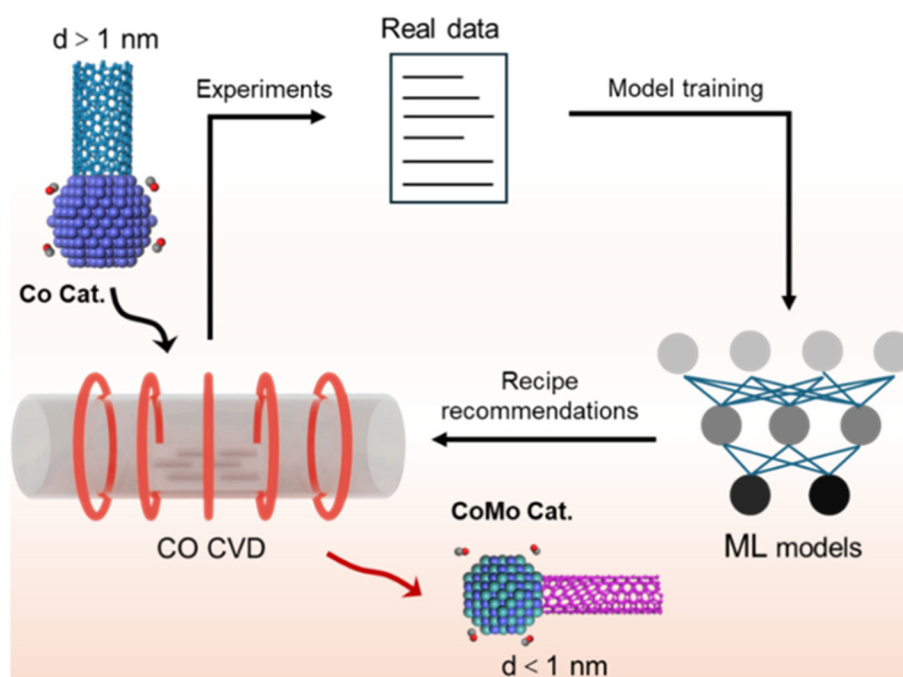 d > 1 nm
Real data
Experiments
Model training
Co Cat.
Recipe
recommendations
CO CVD
CoMo Cat.
ML models
d < 1 nm